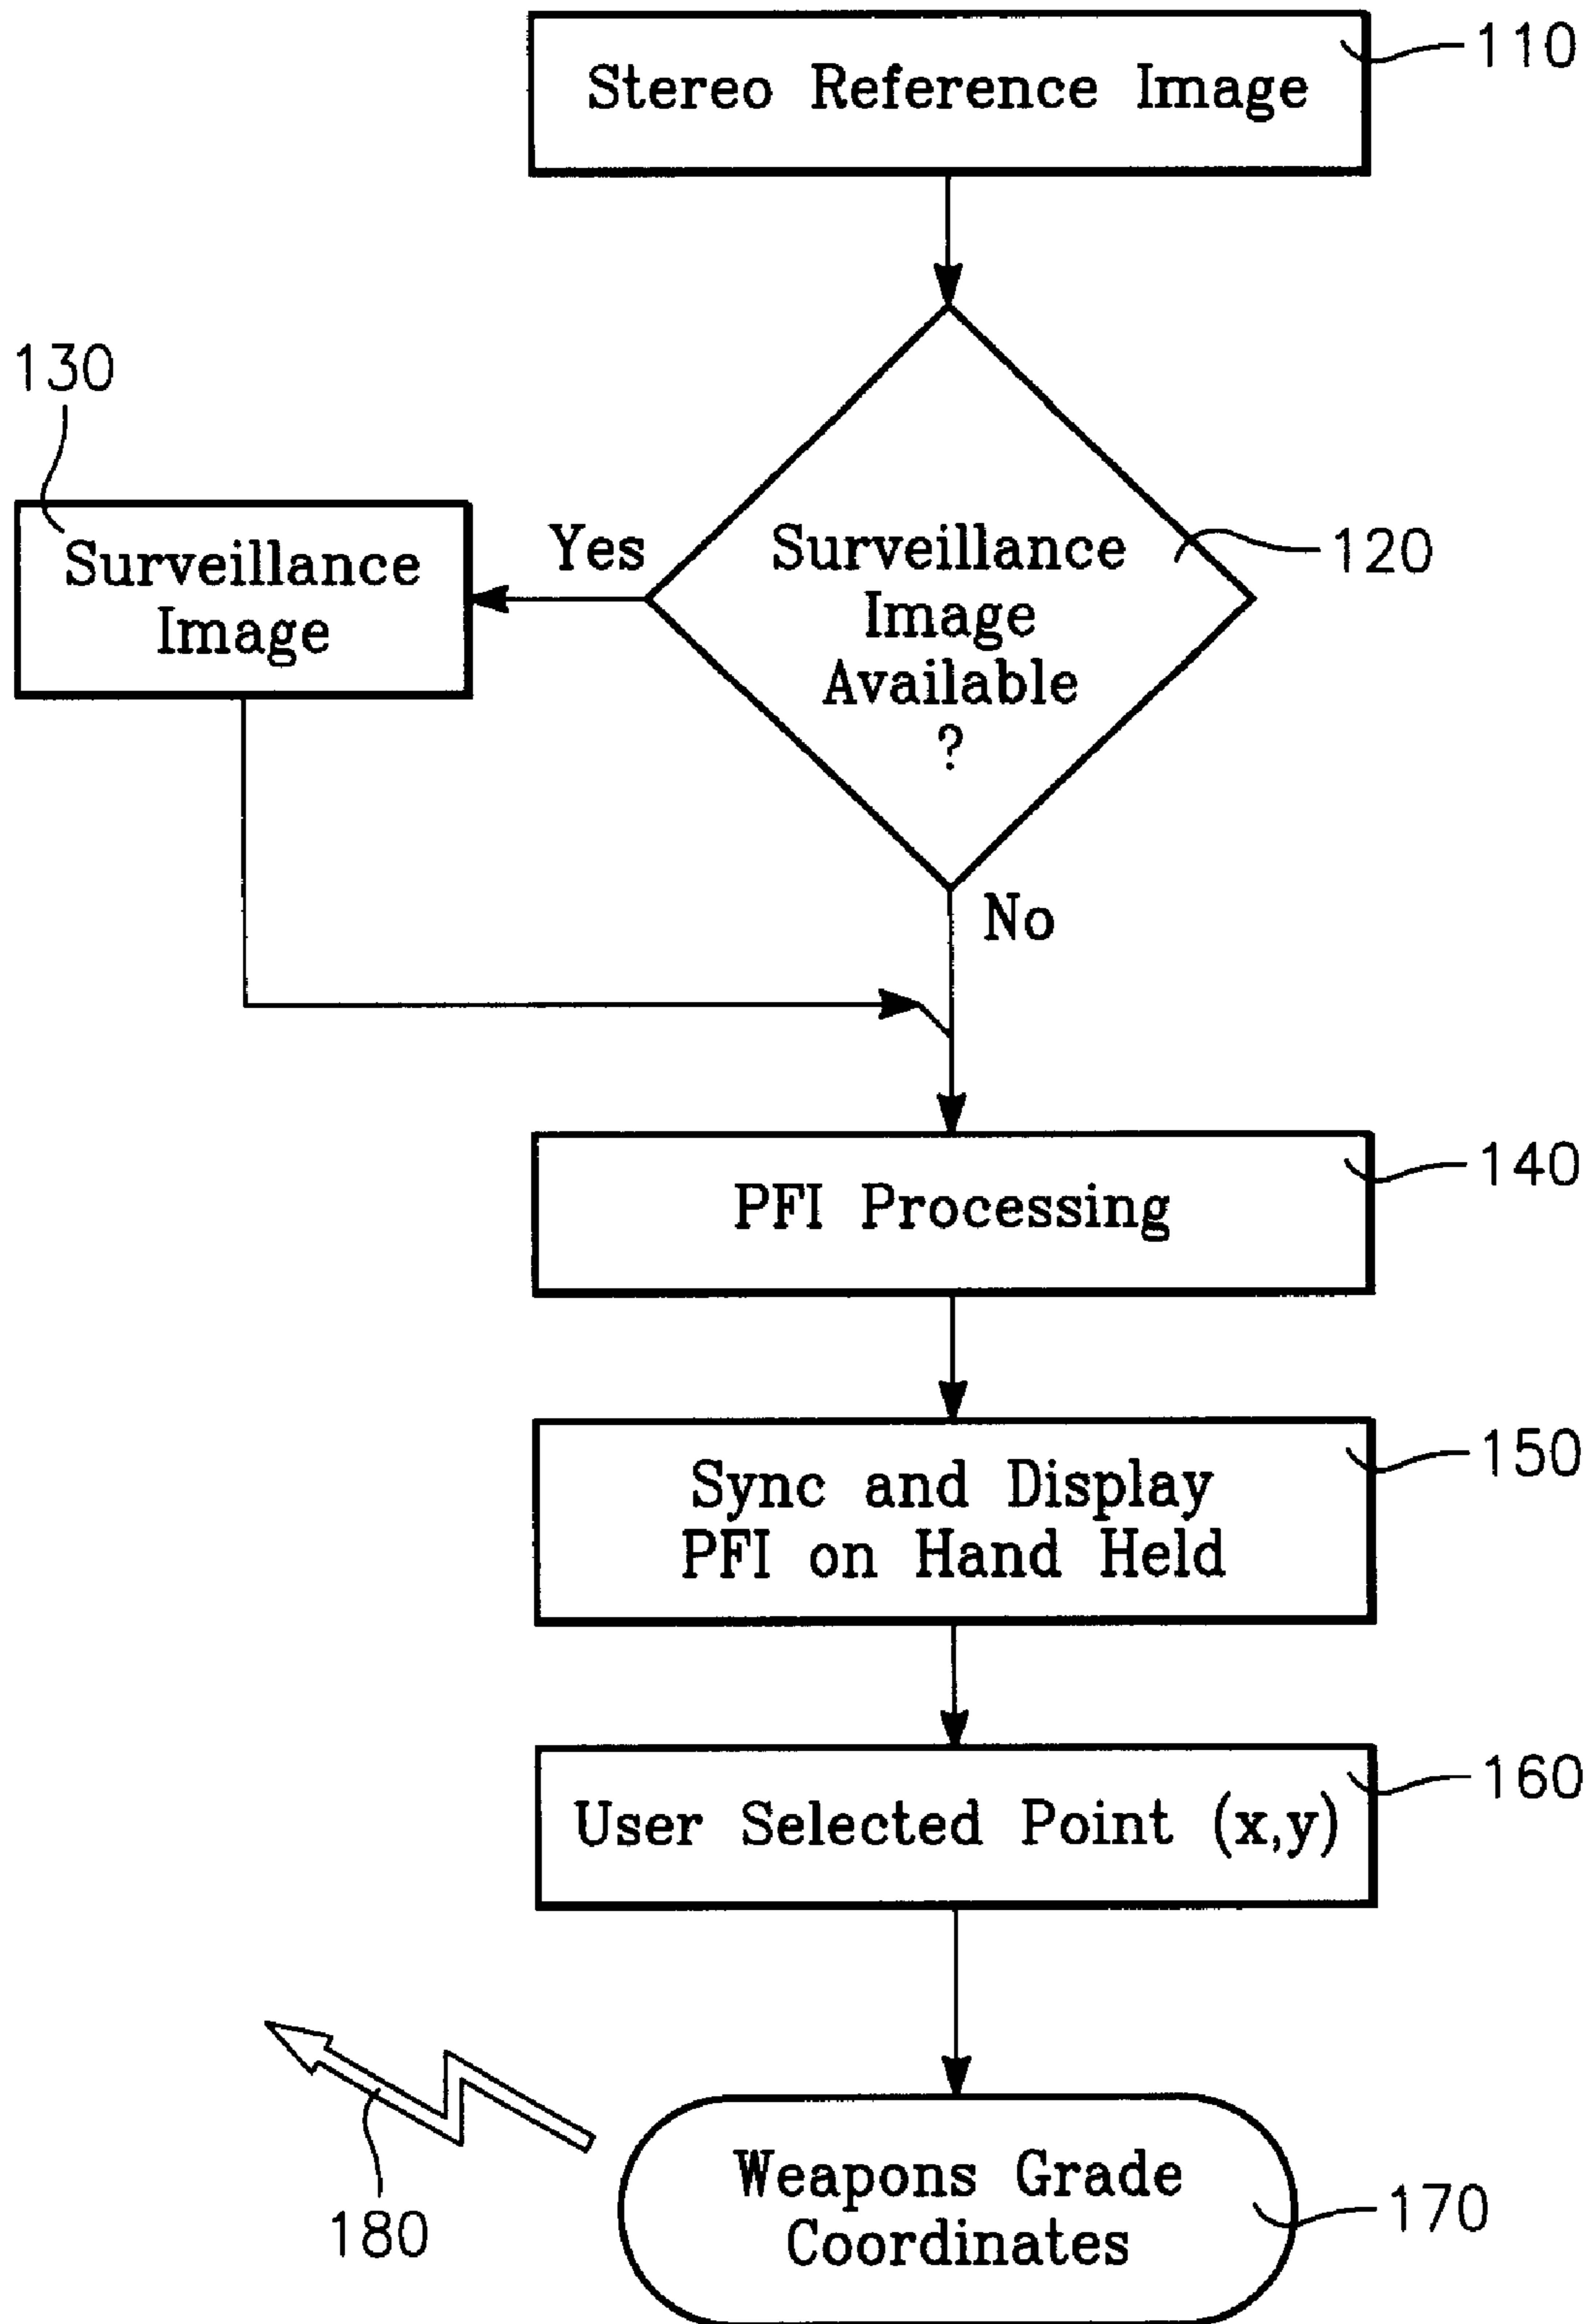 Stereo Reference Image
110
130
Surveillance
Image
Yes
Surveillance
Image
Available
?
120
No
PFI Processing
140
Sync and Display
PFI on Hand Held
150
User Selected Point (x,y)
160
180
Weapons Grade
Coordinates
170